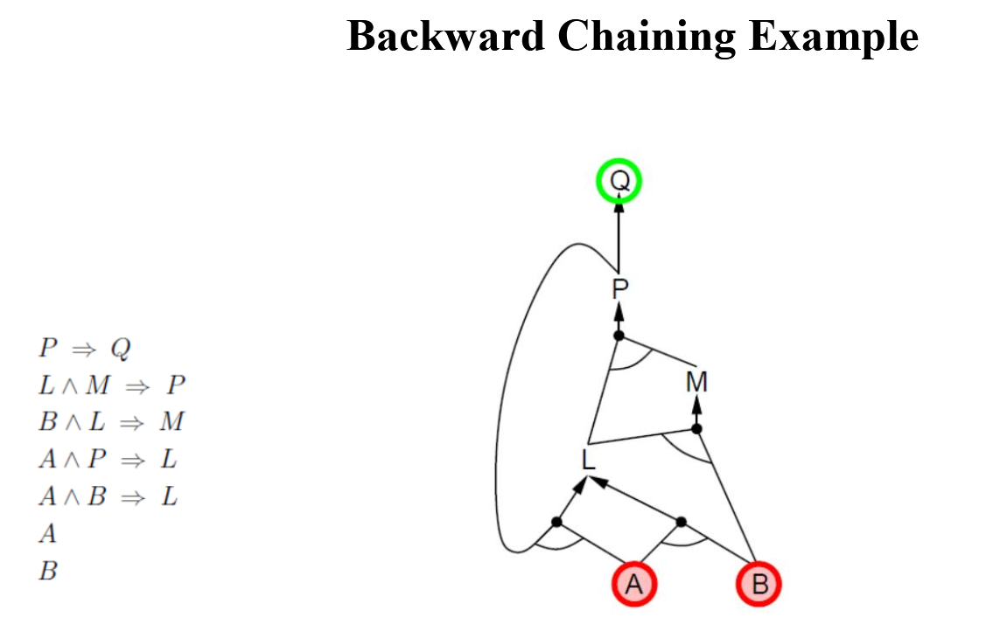 Backward Chaining Example
Q
P
M
L
A
B
P ⇒ Q
L ∧ M ⇒ P
B ∧ L ⇒ M
A ∧ P ⇒ L
A ∧ B ⇒ L
A
B